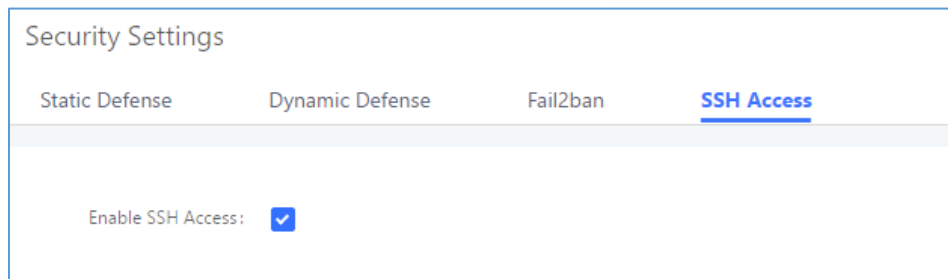 Security Settings
Static Defense Dynamic Defense Fail2ban SSH Access
Enable SSH Access: